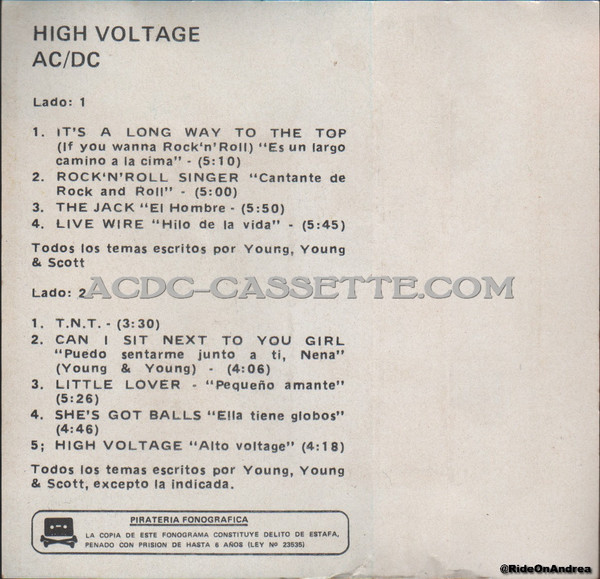 HIGH VOLTAGE
AC/DC
Lado: 1
1. IT'S A LONG WAY TO THE TOP
(If you wanna Rock'n'Roll) "Es un largo
camino a la cima" - (5:10)
2. ROCK'N'ROLL SINGER "Cantante de
Rock and Roll" - (5:00)
3. THE JACK "El Hombre - (5:50)
4. LIVE WIRE "Hilo de la vida" - (5:45)
Todos los temas escritos por Young, Young
& Scott
ACDC-CASSETTE.COM
Lado: 2
1. T.N.T. - (3:30)
2. CAN I SIT NEXT TO YOU GIRL
"Puedo sentarme junto a ti, Nena"
(Young & Young) - (4:06)
3. LITTLE LOVER - "Pequeño amante"
(5:26)
4. SHE'S GOT BALLS "Ella tiene globos"
(4:46)
5; HIGH VOLTAGE "Alto voltage" (4:18)
Todos los temas escritos por Young, Young
& Scott, excepto la indicada.
PIRATERIA FONOGRAFICA
LA COPIA DE ESTE FONOGRAMA CONSTITUYE DELITO DE ESTAFA,
PENADO CON PRISION DE HASTA 6 AÑOS (LEY Nº 23535)
@RideOnAndrea